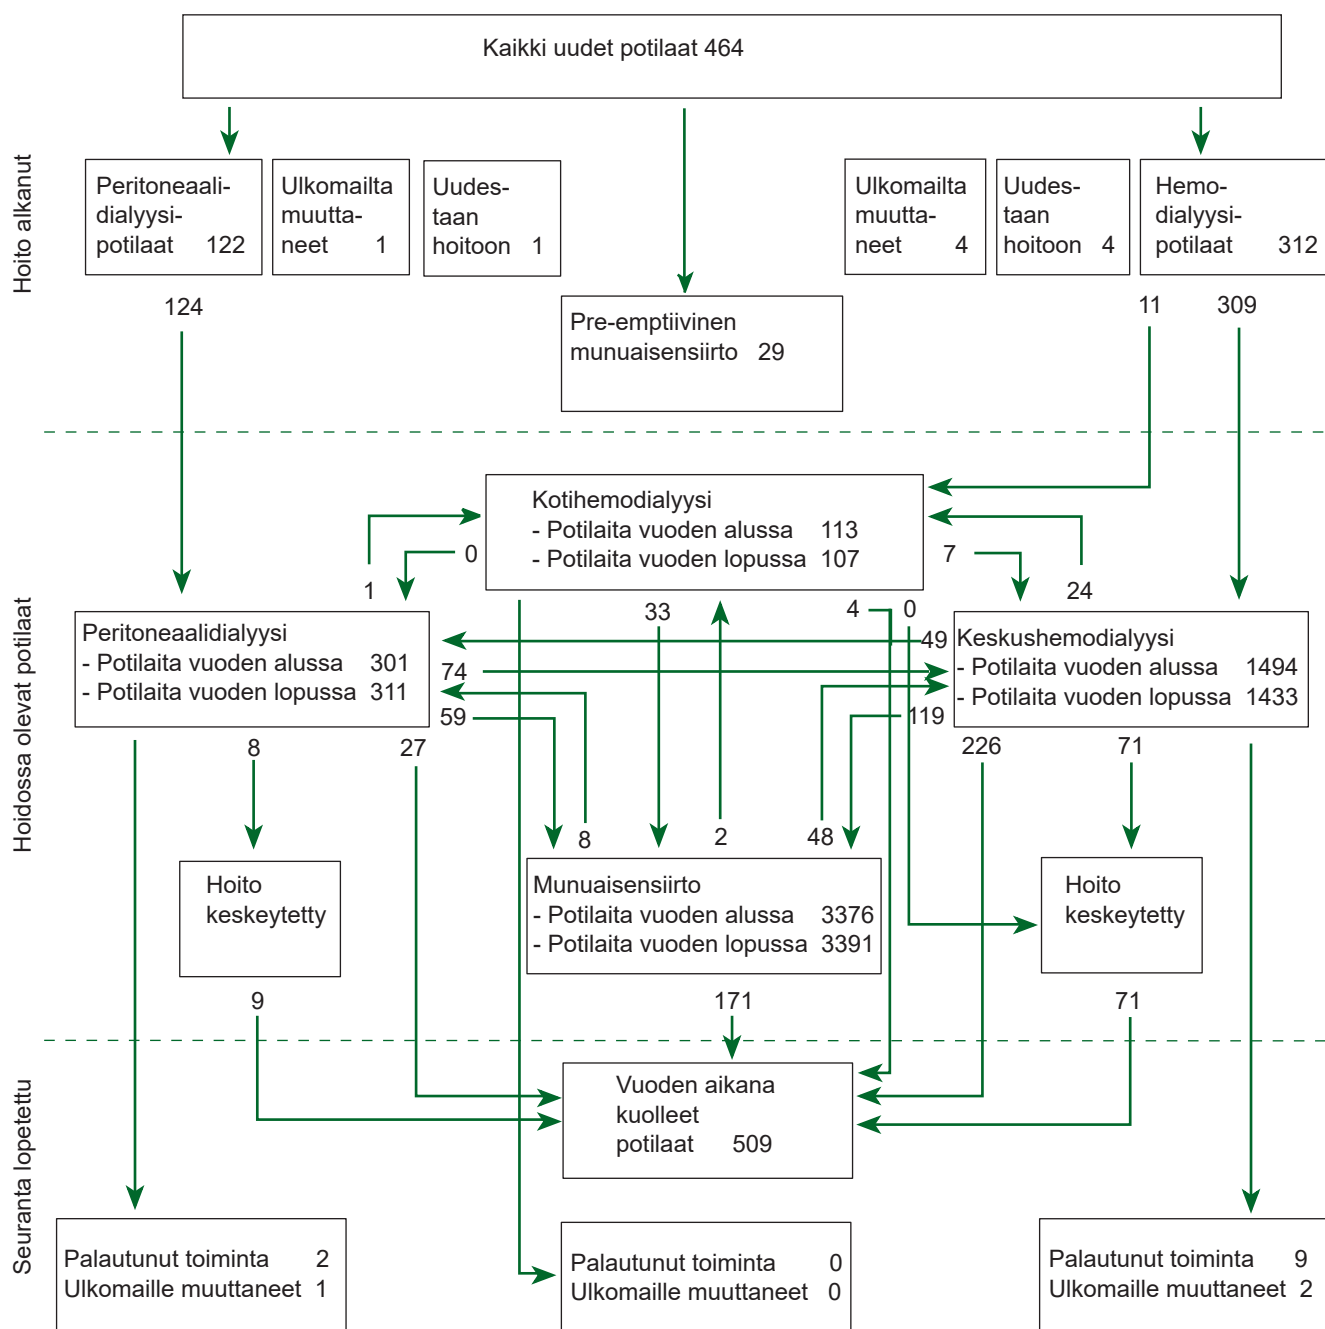 Kaikki uudet potilaat 464
Hoito alkanut
Peritoneaali-
dialyysi-
potilaat 122
Ulkomailta
muutta-
neet 1
Uudes-
taan
hoitoon 1
Ulkomailta
muutta-
neet 4
Uudes-
taan
hoitoon 4
Hemo-
dialyysi-
potilaat 312
124
Pre-emptiivinen
munuaisensiirto 29
11
309
Hoidossa olevat potilaat
Kotihemodialyysi
- Potilaita vuoden alussa 113
- Potilaita vuoden lopussa 107
0
7
1
24
33
4
0
Peritoneaalidialyysi
- Potilaita vuoden alussa 301
- Potilaita vuoden lopussa 311
49
74
59
119
Keskushemodialyysi
- Potilaita vuoden alussa 1494
- Potilaita vuoden lopussa 1433
8
27
226
71
8
2
48
Hoito
keskeytetty
Munuaisensiirto
- Potilaita vuoden alussa 3376
- Potilaita vuoden lopussa 3391
Hoito
keskeytetty
9
171
71
Seuranta lopetettu
Vuoden aikana
kuolleet
potilaat 509
Palautunut toiminta 2
Ulkomaille muuttaneet 1
Palautunut toiminta 0
Ulkomaille muuttaneet 0
Palautunut toiminta 9
Ulkomaille muuttaneet 2